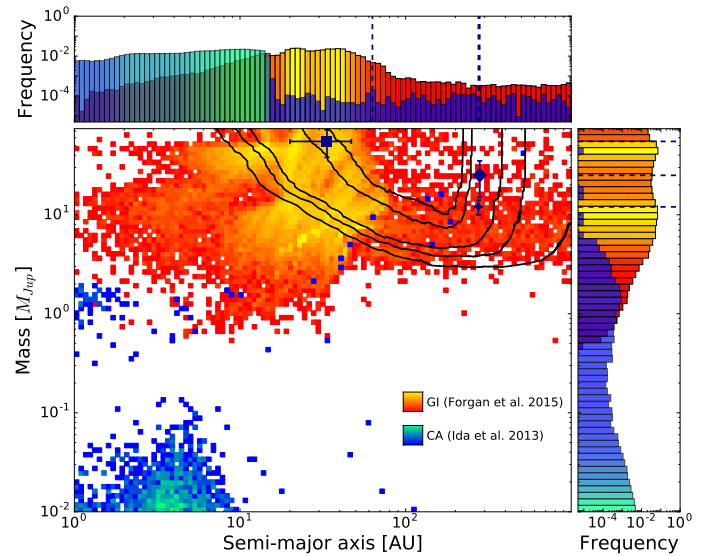 10^0
10^-2
10^-4
Frequency
10^1
10^0
10^-1
10^-2
Mass [M_Jup]
GI (Forgan et al. 2015)
CA (Ida et al. 2013)
10^0 10^1 10^2
Semi-major axis [AU]
10^-4 10^-2 10^0
Frequency